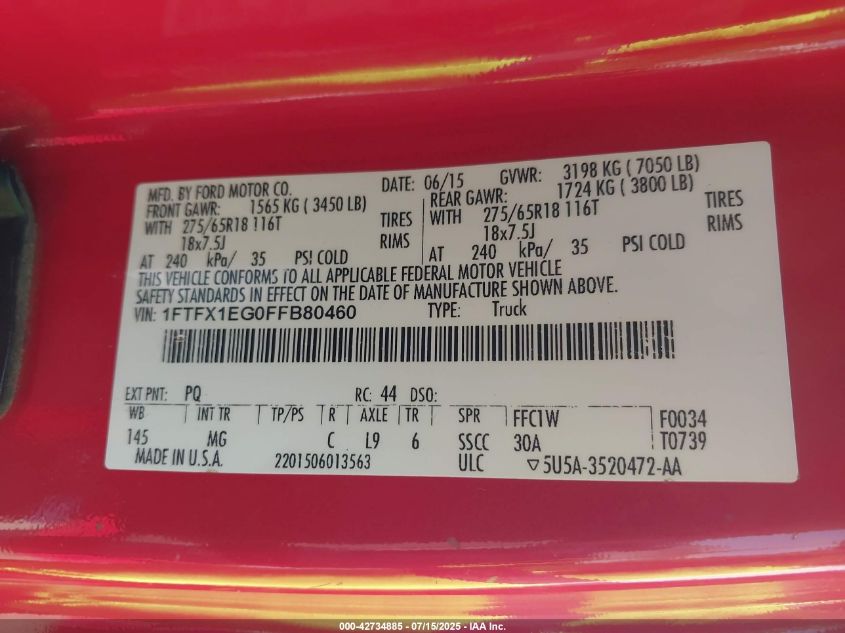 MFD. BY FORD MOTOR CO. DATE: 06/15 GVWR: 3198 KG ( 7050 LB)
FRONT GAWR: 1565 KG ( 3450 LB) REAR GAWR: 1724 KG ( 3800 LB)
WITH 275/65R18 116T TIRES WITH 275/65R18 116T TIRES
18x7.5J RIMS 18x7.5J RIMS
AT 240 kPa/ 35 PSI COLD AT 240 kPa/ 35 PSI COLD
THIS VEHICLE CONFORMS TO ALL APPLICABLE FEDERAL MOTOR VEHICLE
SAFETY STANDARDS IN EFFECT ON THE DATE OF MANUFACTURE SHOWN ABOVE.
VIN: 1FTFX1EG0FFB80460 TYPE: Truck
EXT PNT: PQ RC: 44 DSO:
WB INT TR TP/PS R AXLE TR SPR FFC1W F0034
145 MG C L9 6 SSCC 30A T0739
MADE IN U.S.A. 2201506013563 ULC ▽5U5A-3520472-AA
000-42734885 - 07/15/2025 - IAA Inc.